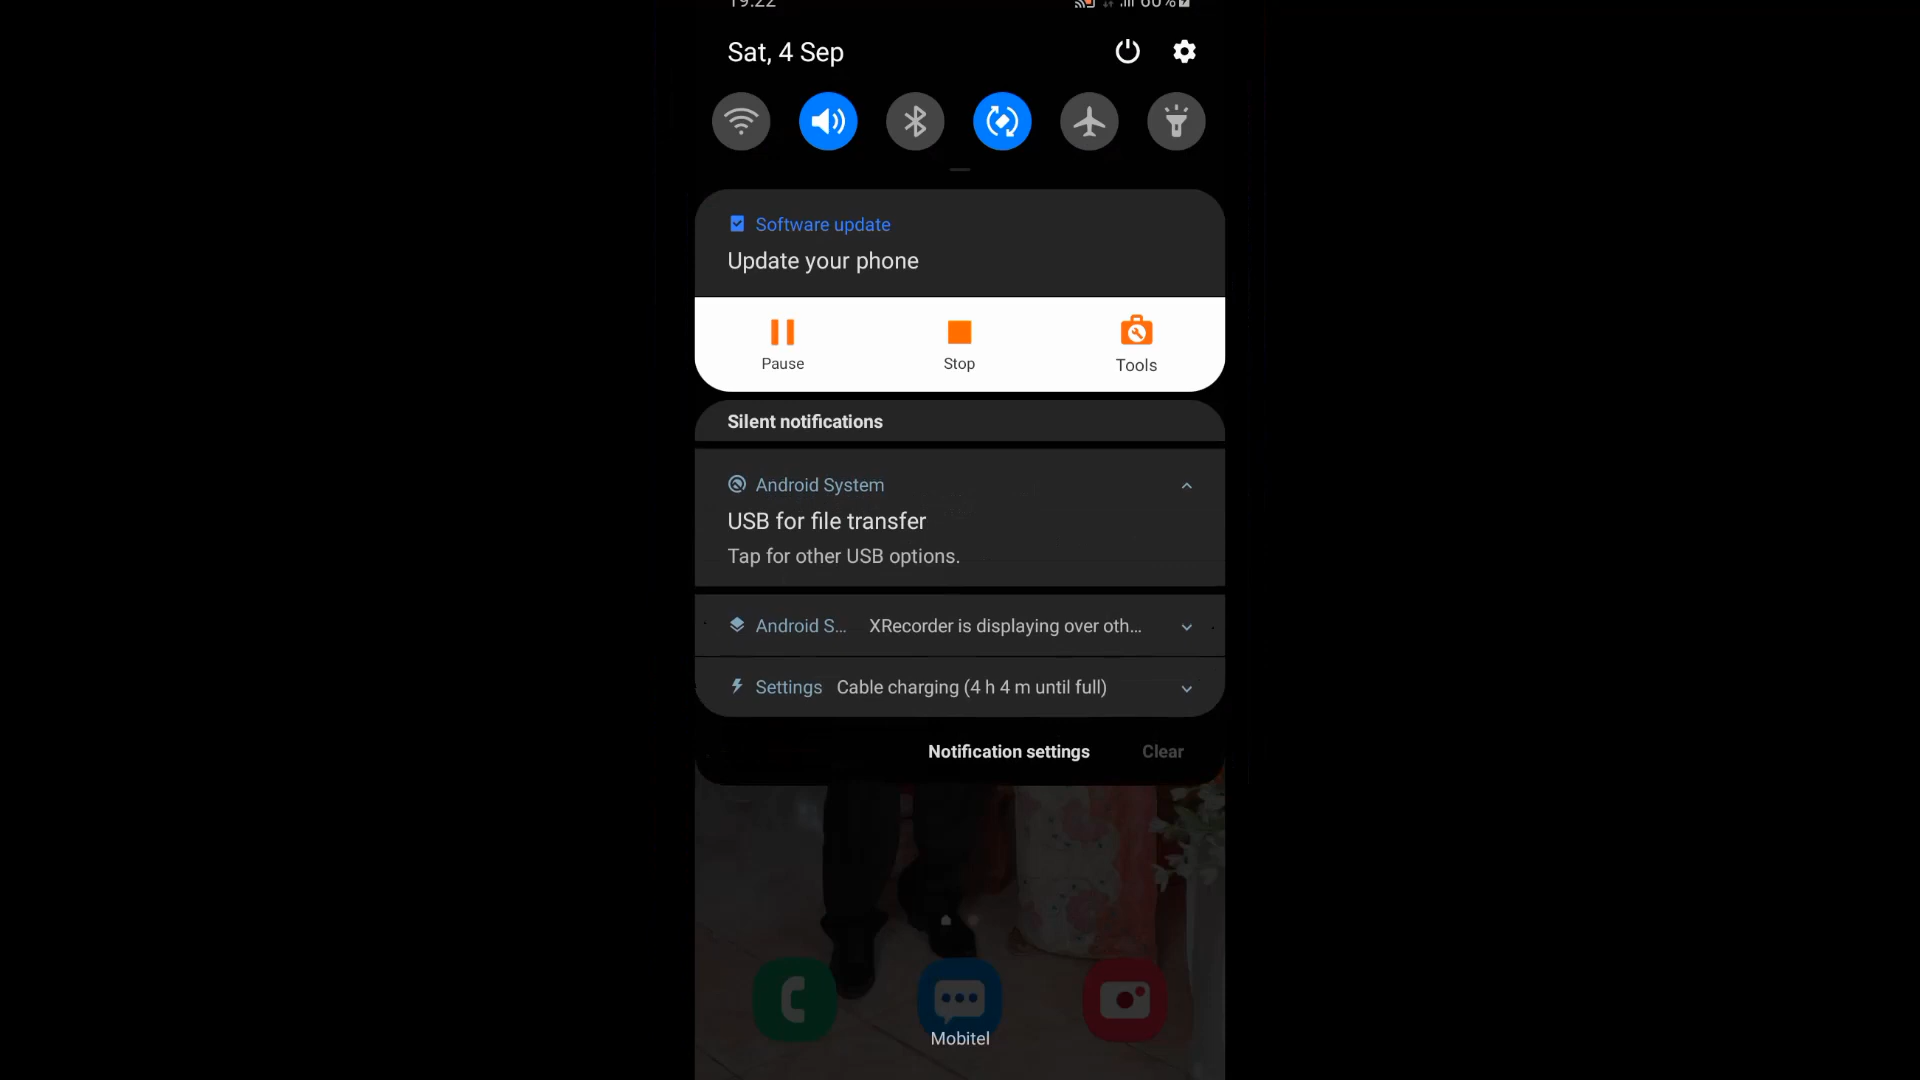 19:22 60%
Sat, 4 Sep
Software update
Update your phone
Pause Stop Tools
Silent notifications
Android System
USB for file transfer
Tap for other USB options.
Android S... XRecorder is displaying over oth...
Settings Cable charging (4 h 4 m until full)
Notification settings Clear
Mobitel